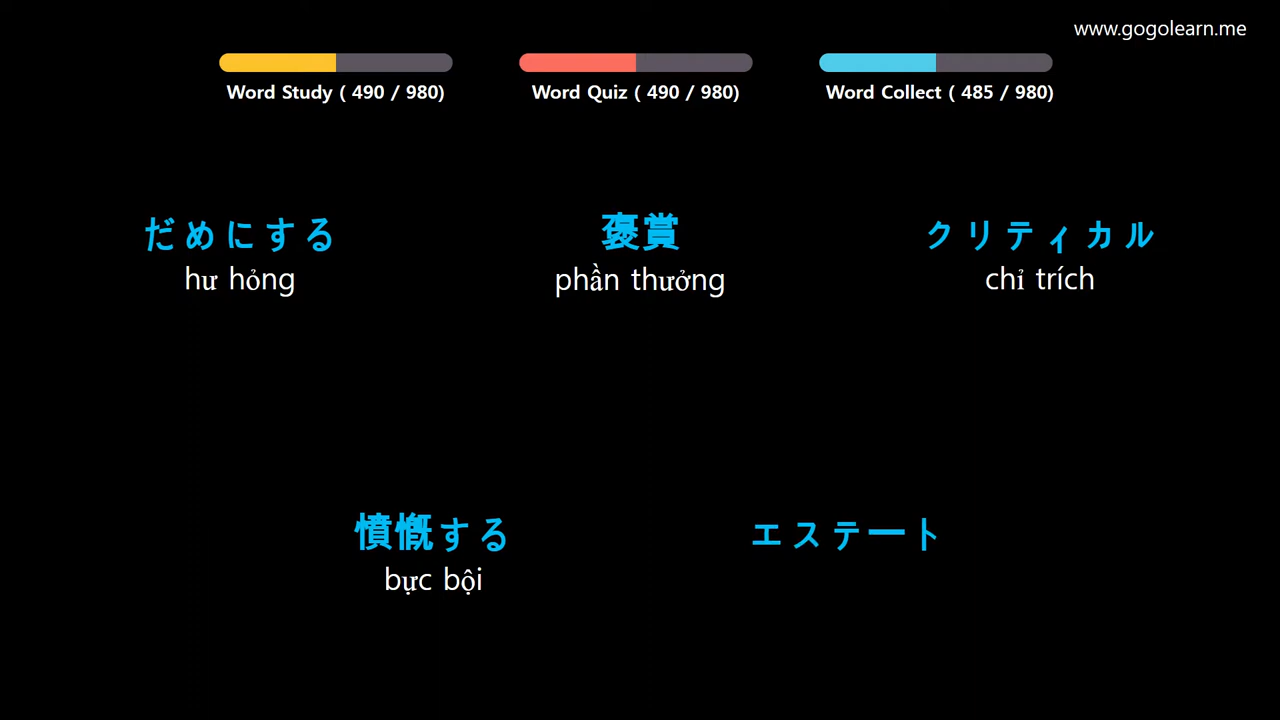 www.gogolearn.me
Word Study ( 490 / 980)
Word Quiz ( 490 / 980)
Word Collect ( 485 / 980)
だめにする
hư hỏng
褒賞
phần thưởng
クリティカル
chỉ trích
憤慨する
bực bội
エステート